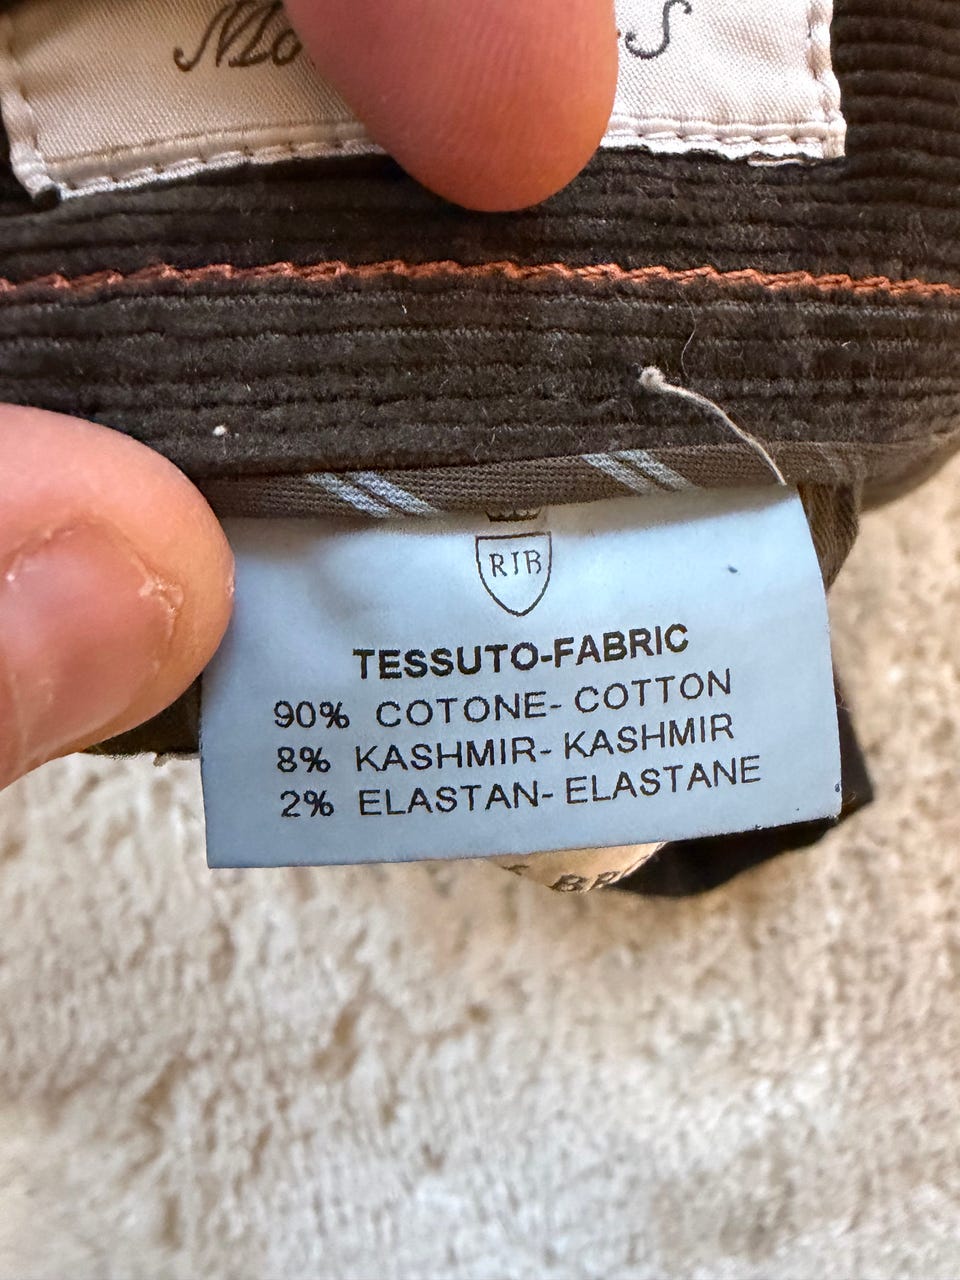 RJB
TESSUTO-FABRIC
90% COTONE- COTTON
8% KASHMIR- KASHMIR
2% ELASTAN- ELASTANE